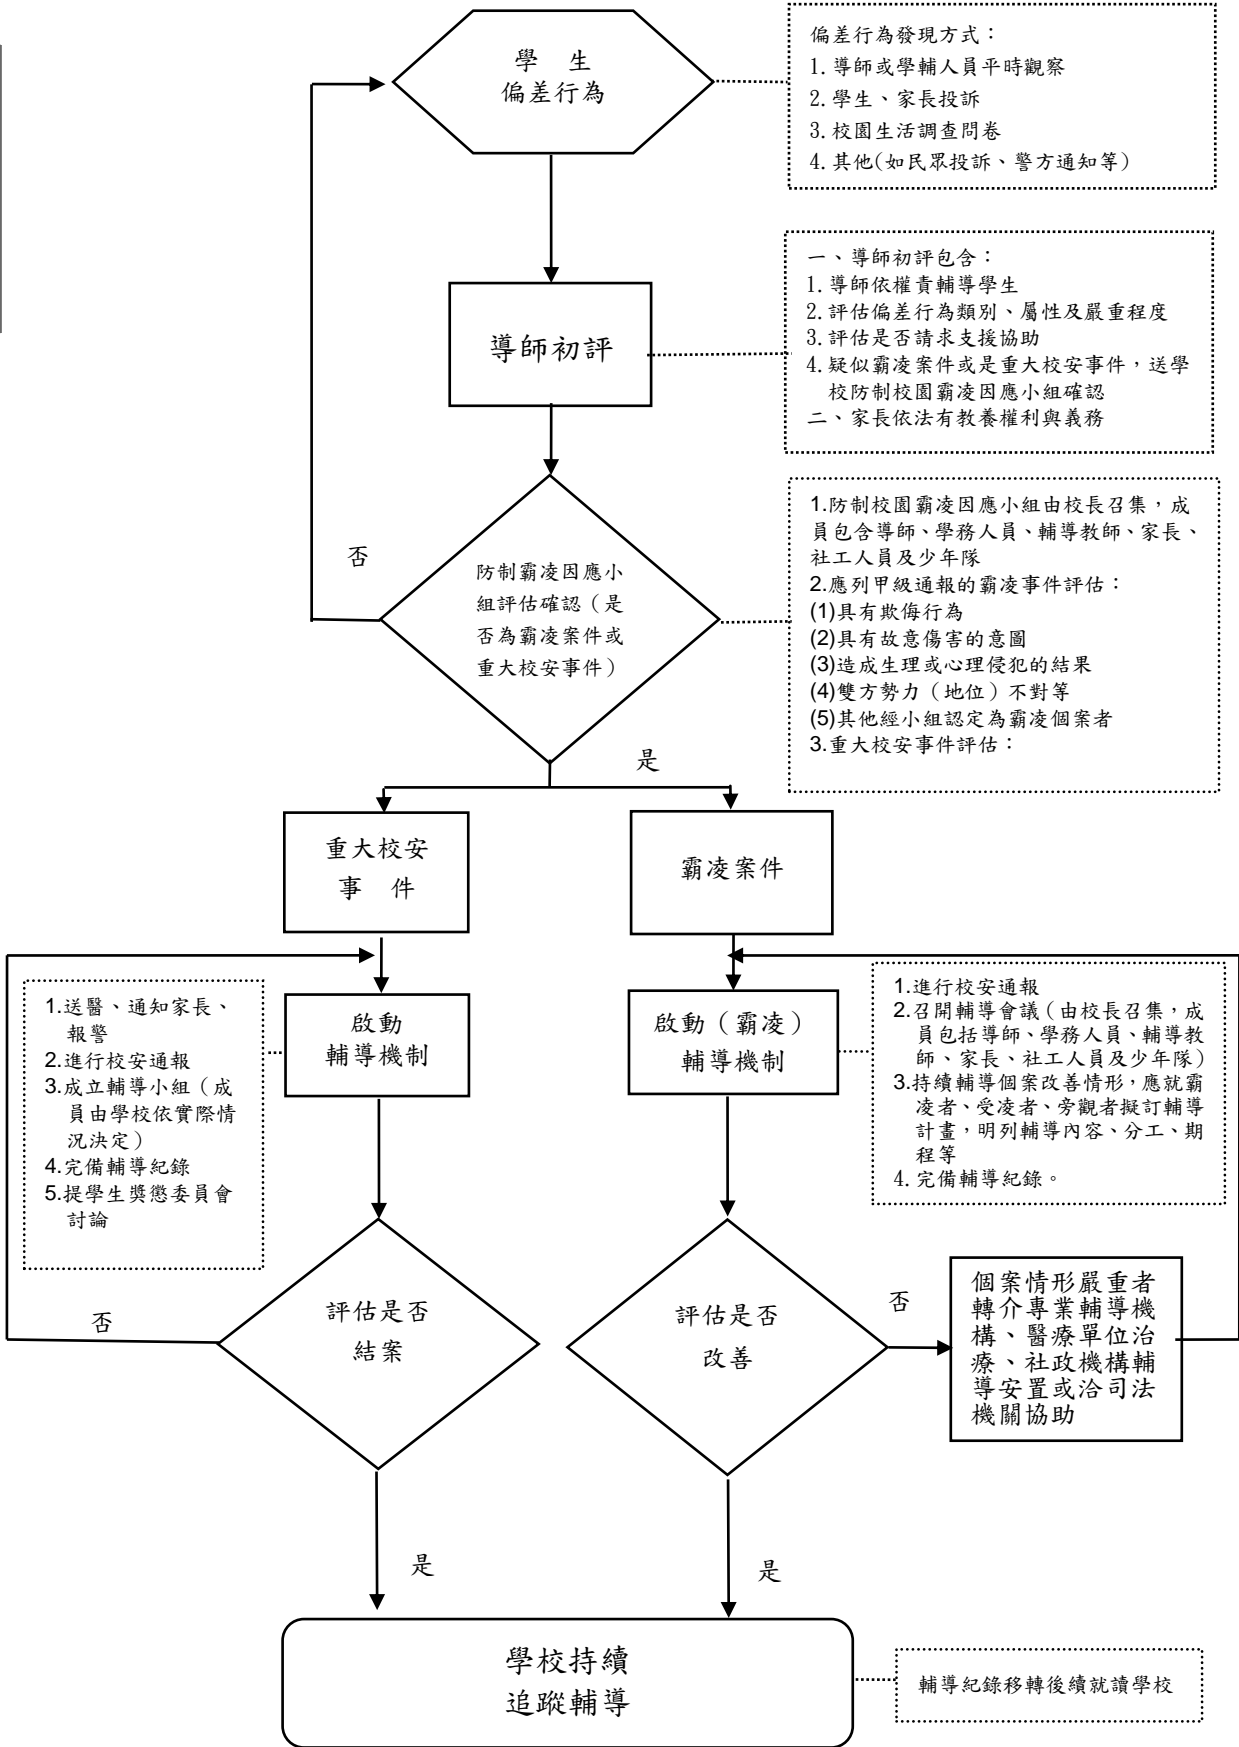 學　生
偏差行為
偏差行為發現方式：
1.導師或學輔人員平時觀察
2.學生、家長投訴
3.校園生活調查問卷
4.其他(如民眾投訴、警方通知等)
導師初評
一、導師初評包含：
1.導師依權責輔導學生
2.評估偏差行為類別、屬性及嚴重程度
3.評估是否請求支援協助
4.疑似霸凌案件或是重大校安事件，送學
校防制校園霸凌因應小組確認
二、家長依法有教養權利與義務
否
防制霸凌因應小
組評估確認（是
否為霸凌案件或
重大校安事件）
1.防制校園霸凌因應小組由校長召集，成
員包含導師、學務人員、輔導教師、家長、
社工人員及少年隊
2.應列甲級通報的霸凌事件評估：
(1)具有欺侮行為
(2)具有故意傷害的意圖
(3)造成生理或心理侵犯的結果
(4)雙方勢力（地位）不對等
(5)其他經小組認定為霸凌個案者
3.重大校安事件評估：
是
重大校安
事　件
霸凌案件
1.送醫、通知家長、
報警
2.進行校安通報
3.成立輔導小組（成
員由學校依實際情
況決定）
4.完備輔導紀錄
5.提學生獎懲委員會
討論
啟動
輔導機制
啟動（霸凌）
輔導機制
1.進行校安通報
2.召開輔導會議（由校長召集，成
員包括導師、學務人員、輔導教
師、家長、社工人員及少年隊）
3.持續輔導個案改善情形，應就霸
凌者、受凌者、旁觀者擬訂輔導
計畫，明列輔導內容、分工、期
程等
4.完備輔導紀錄。
否
評估是否
結案
評估是否
改善
否
個案情形嚴重者
轉介專業輔導機
構、醫療單位治
療、社政機構輔
導安置或洽司法
機關協助
是
是
學校持續
追蹤輔導
輔導紀錄移轉後續就讀學校